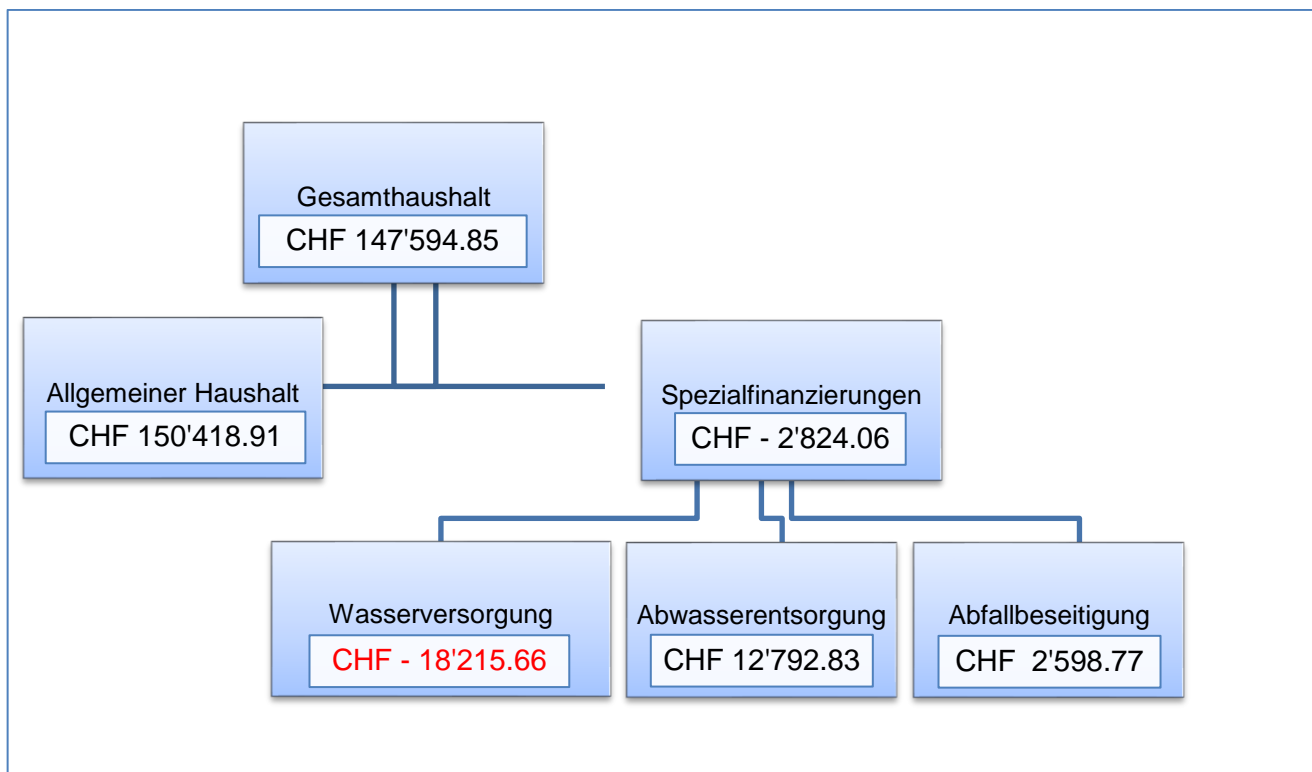 Gesamthaushalt
CHF 147'594.85
Allgemeiner Haushalt
CHF 150'418.91
Spezialfinanzierungen
CHF - 2'824.06
Wasserversorgung
CHF - 18'215.66
Abwasserentsorgung
CHF 12'792.83
Abfallbeseitigung
CHF 2'598.77